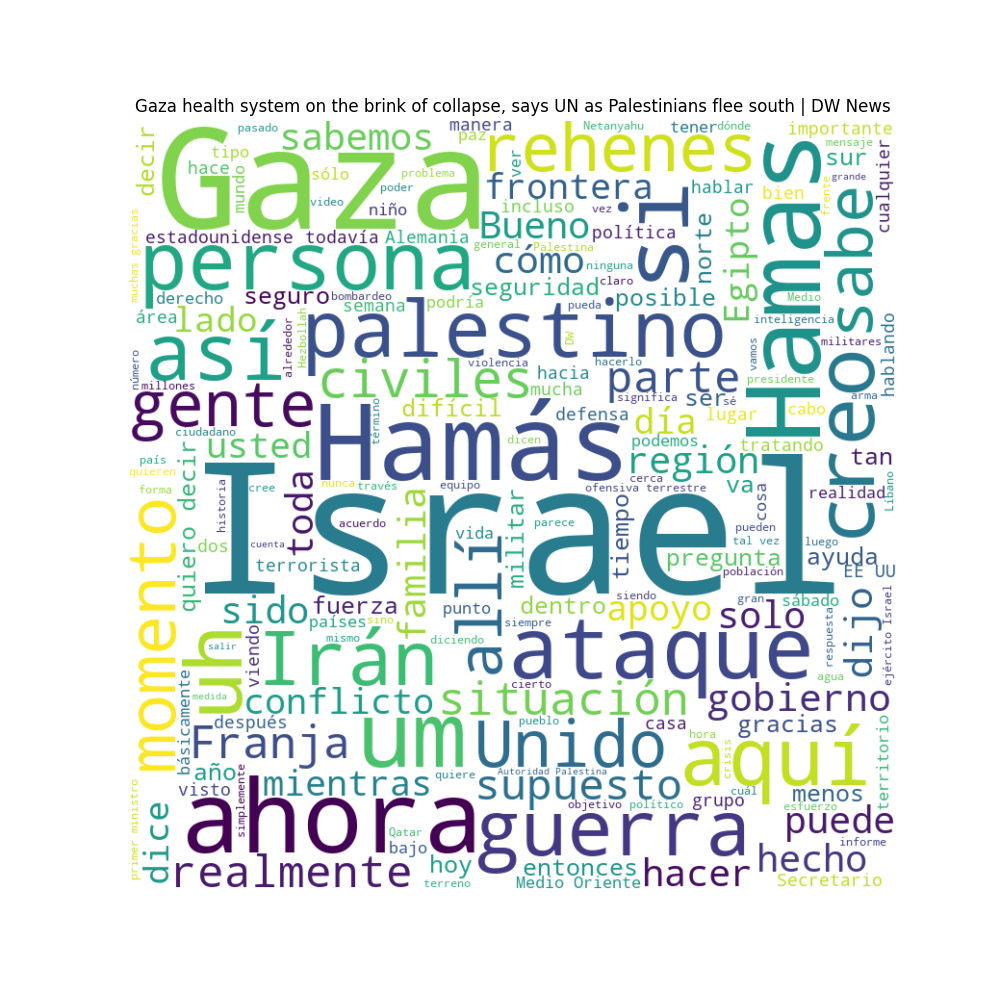 Gaza health system on the brink of collapse, says UN as Palestinians flee south | DW News
decir
pasado
sabemos
manera
paz
Netanyahu
tener
dónde
importante
mensaje
tipo
hace
mundo
sólo
Gaza
problema
rehenes
ver
sur
cualquier
poder
video
niño
frontera
hablar
bien
frente
grande
muchas gracias
estadounidense
todavía
Alemania
incluso
vez
Bueno
política
si
norte
Egipto
Hamas
sabe
persona
general
Palestina
cómo
ninguna
derecho
seguro
bombardeo
semana
podría
seguridad
claro
posible
Medio
inteligencia
área
lado
alrededor
Hezbollah
palestino
DW
pueda
vamos
militares
hablando
así
número
millones
gente
civiles
violencia
hacerlo
hacia
mucha
parte
significa
ser
sé
presidente
arma
creo
difícil
defensa
día
lugar
cabo
ciudadano
usted
término
Hamás
dicen
podemos
región
cerca
tratando
tan
país
quieren
quiero decir
forma
historia
cree
toda
nunca
través
equipo
ofensiva terrestre
va
cosa
realidad
Líbano
momento
dos
cuenta
acuerdo
Israel
familia
vida
militar
parece
tiempo
pueden
tal vez
luego
terrorista
allí
pregunta
población
ayuda
EE UU
sido
fuerza
punto
dentro
siendo
apoyo
gran
solo
sábado
países
sino
siempre
mismo
diciendo
uh
salir
viendo
Irán
ataque
respuesta
dijo
ejército Israel
medida
conflicto
situación
cierto
agua
gobierno
básicamente
después
Franja
um
Unido
pueblo
casa
hora
aquí
crisis
gracias
territorio
año
visto
mientras
quiere
Autoridad Palestina
supuesto
cuál
menos
primer ministro
dice
simplemente
ahora
Qatar
bajo
objetivo
político
grupo
guerra
esfuerzo
puede
informe
realmente
hoy
terreno
entonces
Medio Oriente
hacer
hecho
Secretario